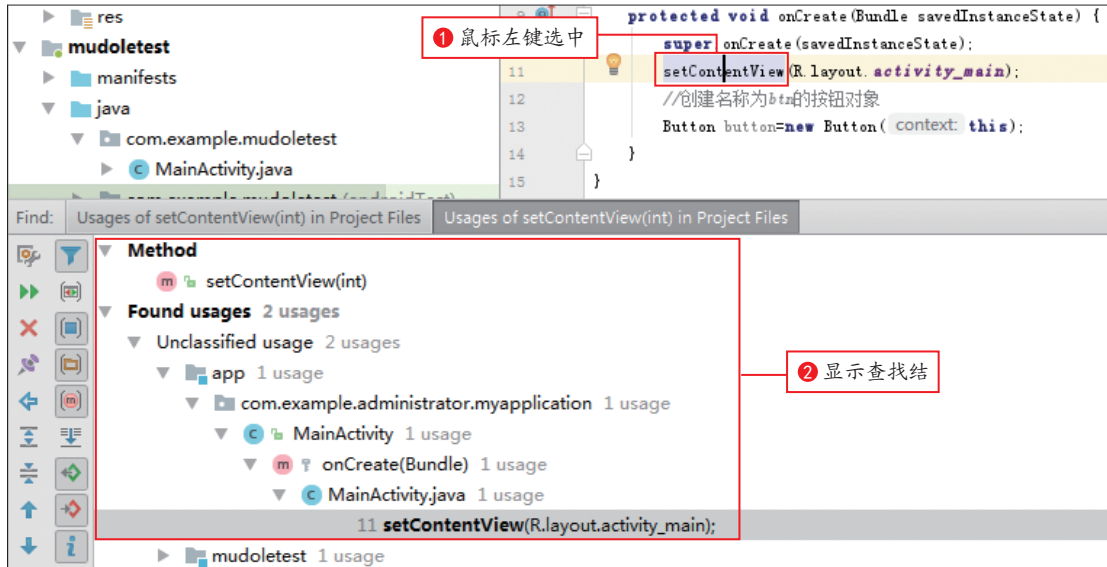 res
mudoletest
manifests
java
com.example.mudoletest
MainActivity.java
protected void onCreate(Bundle savedInstanceState) {
1 鼠标左键选中
super.onCreate(savedInstanceState);
11 setContentView(R.layout.activity_main);
12 //创建名称为btn的按钮对象
13 Button button=new Button( context: this);
14 }
15 }
Find: Usages of setContentView(int) in Project Files Usages of setContentView(int) in Project Files
Method
m setContentView(int)
Found usages 2 usages
Unclassified usage 2 usages
app 1 usage
com.example.administrator.myapplication 1 usage
C MainActivity 1 usage
m onCreate(Bundle) 1 usage
C MainActivity.java 1 usage
11 setContentView(R.layout.activity_main);
mudoletest 1 usage
2 显示查找结